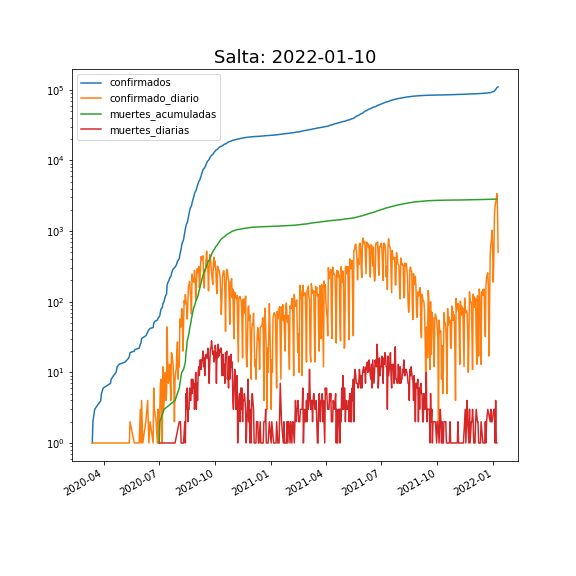 Salta: 2022-01-10
confirmados
confirmado_diario
muertes_acumuladas
muertes_diarias
10⁵
10⁴
10³
10²
10¹
10⁰
2020-04
2020-07
2020-10
2021-01
2021-04
2021-07
2021-10
2022-01